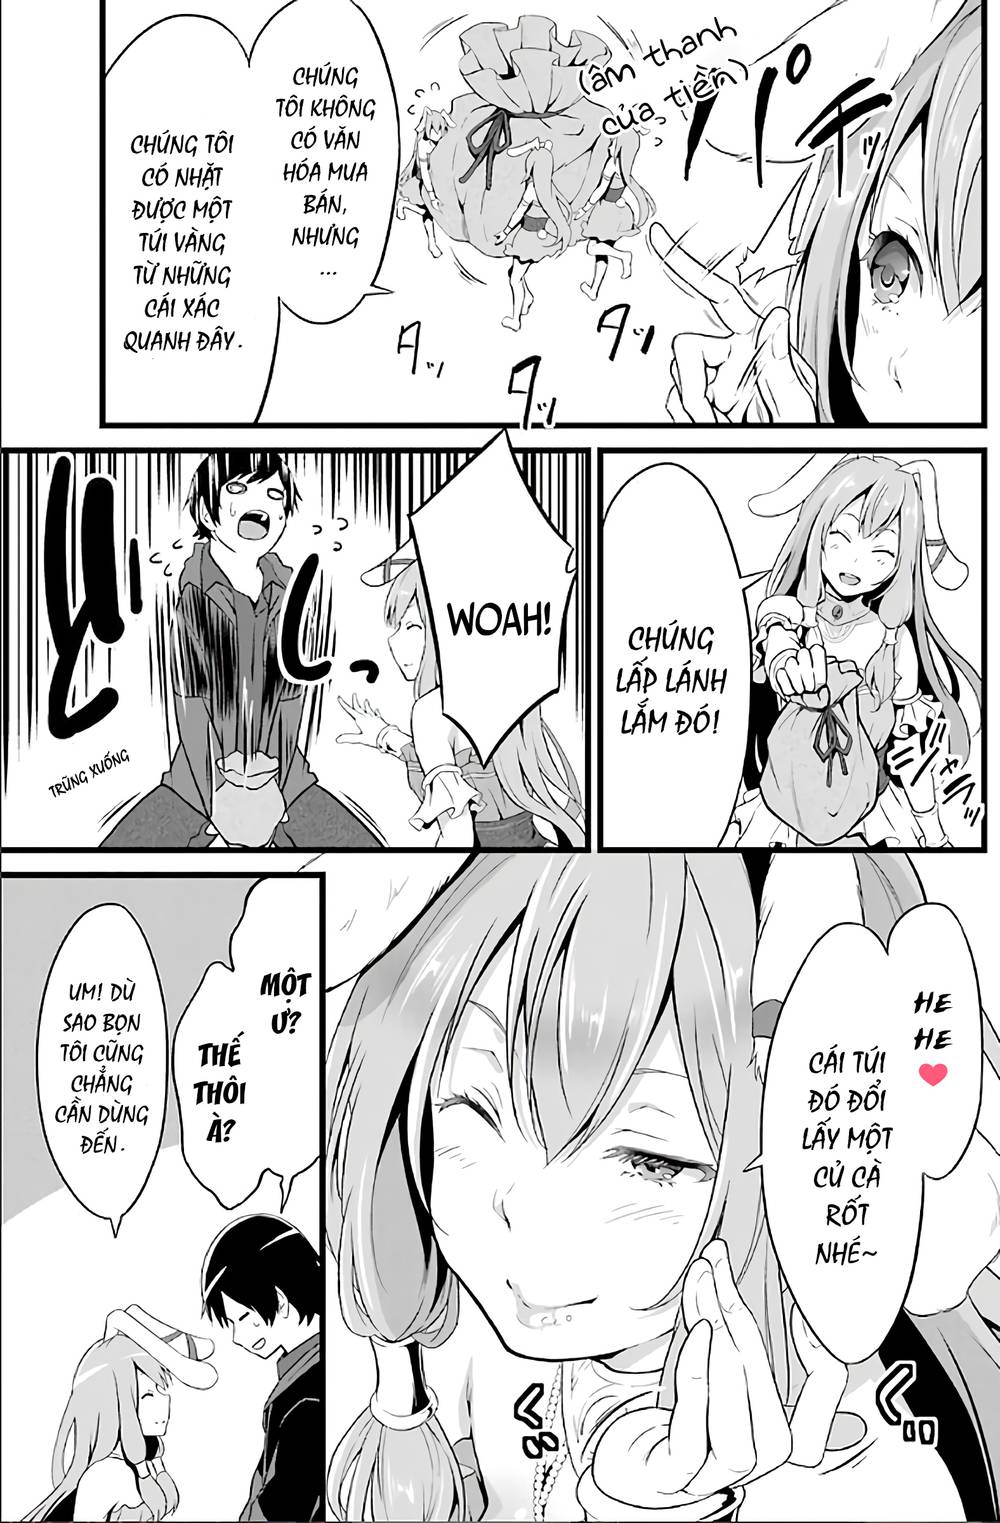 パチッ
(âm thanh
của tiền)
CHÚNG
TÔI KHÔNG
CÓ VĂN
HÓA MUA
BÁN,
NHƯNG
...
CHÚNG TÔI
CÓ NHẶT
ĐƯỢC MỘT
TÚI VÀNG
TỪ NHỮNG
CÁI XÁC
QUANH ĐÂY.
タッ
タッ
タッ
CHÚNG
LẤP LÁNH
LẮM ĐÓ!
WOAH!
TRŨNG XUỐNG
HE
HE
CÁI TÚI
ĐÓ ĐỔI
LẤY MỘT
CỦ CÀ
RỐT
NHÉ~
MỘT
Ư?
THẾ
THÔI
À?
UM! DÙ
SAO BỌN
TÔI CŨNG
CHẲNG
CẦN DÙNG
ĐẾN.